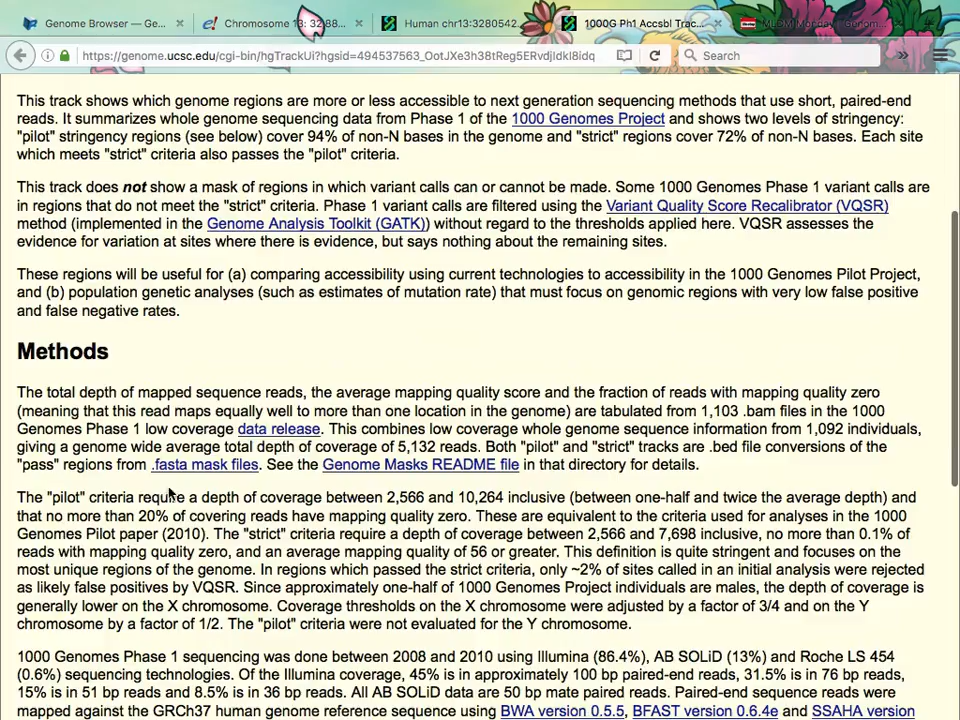 Genome Browser — Ge...
Chromosome 13: 32,88...
Human chr13:3280542...
1000G Ph1 Accsbl Trac...
https://genome.ucsc.edu/cgi-bin/hgTrackUi?hgsid=494537563_OotJXe3h38tReg5ERvdjIdkl8idq
Search
This track shows which genome regions are more or less accessible to next generation sequencing methods that use short, paired-end
reads. It summarizes whole genome sequencing data from Phase 1 of the 1000 Genomes Project and shows two levels of stringency:
"pilot" stringency regions (see below) cover 94% of non-N bases in the genome and "strict" regions cover 72% of non-N bases. Each site
which meets "strict" criteria also passes the "pilot" criteria.
This track does not show a mask of regions in which variant calls can or cannot be made. Some 1000 Genomes Phase 1 variant calls are
in regions that do not meet the "strict" criteria. Phase 1 variant calls are filtered using the Variant Quality Score Recalibrator (VQSR)
method (implemented in the Genome Analysis Toolkit (GATK)) without regard to the thresholds applied here. VQSR assesses the
evidence for variation at sites where there is evidence, but says nothing about the remaining sites.
These regions will be useful for (a) comparing accessibility using current technologies to accessibility in the 1000 Genomes Pilot Project,
and (b) population genetic analyses (such as estimates of mutation rate) that must focus on genomic regions with very low false positive
and false negative rates.
Methods
The total depth of mapped sequence reads, the average mapping quality score and the fraction of reads with mapping quality zero
(meaning that this read maps equally well to more than one location in the genome) are tabulated from 1,103 .bam files in the 1000
Genomes Phase 1 low coverage data release. This combines low coverage whole genome sequence information from 1,092 individuals,
giving a genome wide average total depth of coverage of 5,132 reads. Both "pilot" and "strict" tracks are .bed file conversions of the
"pass" regions from .fasta mask files. See the Genome Masks README file in that directory for details.
The "pilot" criteria require a depth of coverage between 2,566 and 10,264 inclusive (between one-half and twice the average depth) and
that no more than 20% of covering reads have mapping quality zero. These are equivalent to the criteria used for analyses in the 1000
Genomes Pilot paper (2010). The "strict" criteria require a depth of coverage between 2,566 and 7,698 inclusive, no more than 0.1% of
reads with mapping quality zero, and an average mapping quality of 56 or greater. This definition is quite stringent and focuses on the
most unique regions of the genome. In regions which passed the strict criteria, only ~2% of sites called in an initial analysis were rejected
as likely false positives by VQSR. Since approximately one-half of 1000 Genomes Project individuals are males, the depth of coverage is
generally lower on the X chromosome. Coverage thresholds on the X chromosome were adjusted by a factor of 3/4 and on the Y
chromosome by a factor of 1/2. The "pilot" criteria were not evaluated for the Y chromosome.
1000 Genomes Phase 1 sequencing was done between 2008 and 2010 using Illumina (86.4%), AB SOLiD (13%) and Roche LS 454
(0.6%) sequencing technologies. Of the Illumina coverage, 45% is in approximately 100 bp paired-end reads, 31.5% is in 76 bp reads,
15% is in 51 bp reads and 8.5% is in 36 bp reads. All AB SOLiD data are 50 bp mate paired reads. Paired-end sequence reads were
mapped against the GRCh37 human genome reference sequence using BWA version 0.5.5, BFAST version 0.6.4e and SSAHA version